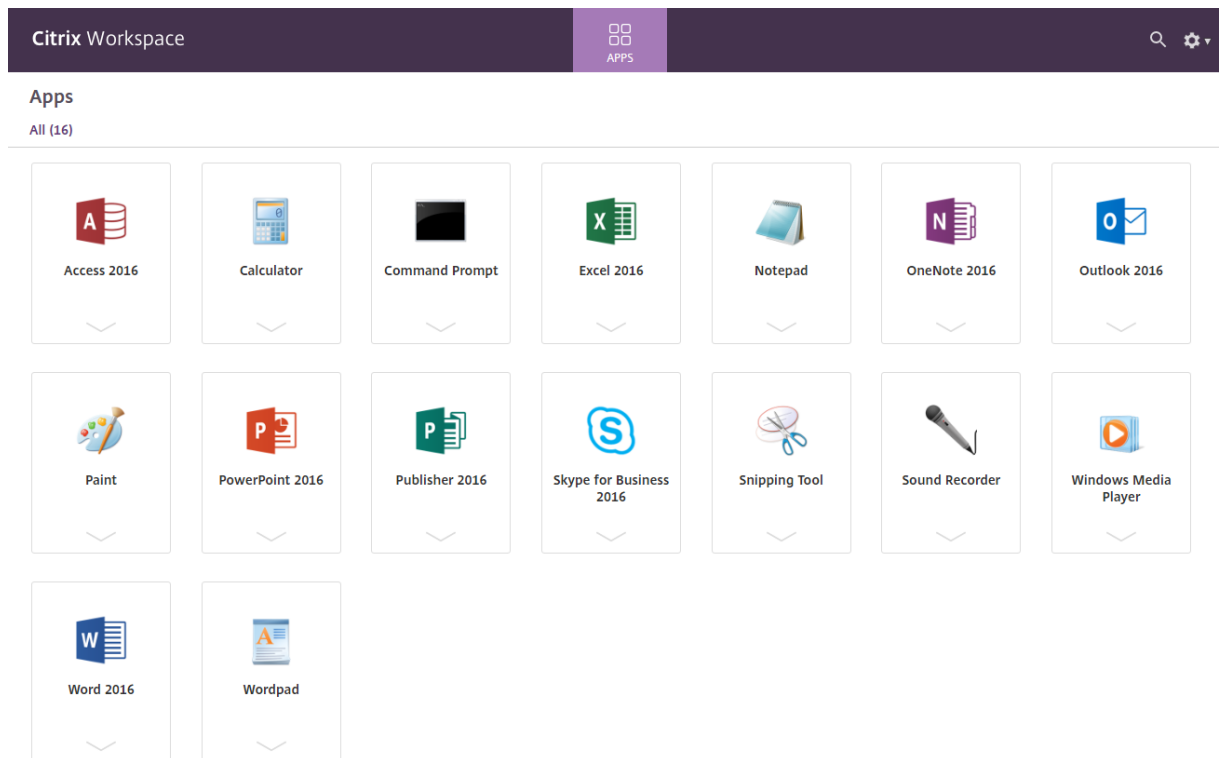 Citrix Workspace
APPS
Apps
All (16)
Access 2016
Calculator
Command Prompt
Excel 2016
Notepad
OneNote 2016
Outlook 2016
Paint
PowerPoint 2016
Publisher 2016
Skype for Business
2016
Snipping Tool
Sound Recorder
Windows Media
Player
Word 2016
Wordpad